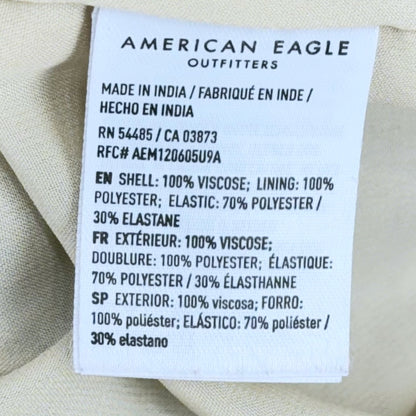 AMERICAN EAGLE
OUTFITTERS
MADE IN INDIA / FABRIQUÉ EN INDE /
HECHO EN INDIA
RN 54485 / CA 03873
RFC# AEM120605U9A
EN SHELL: 100% VISCOSE; LINING: 100%
POLYESTER; ELASTIC: 70% POLYESTER /
30% ELASTANE
FR EXTÉRIEUR: 100% VISCOSE;
DOUBLURE: 100% POLYESTER; ÉLASTIQUE:
70% POLYESTER / 30% ÉLASTHANNE
SP EXTERIOR: 100% viscosa; FORRO:
100% poliéster; ELÁSTICO: 70% poliéster /
30% elastano